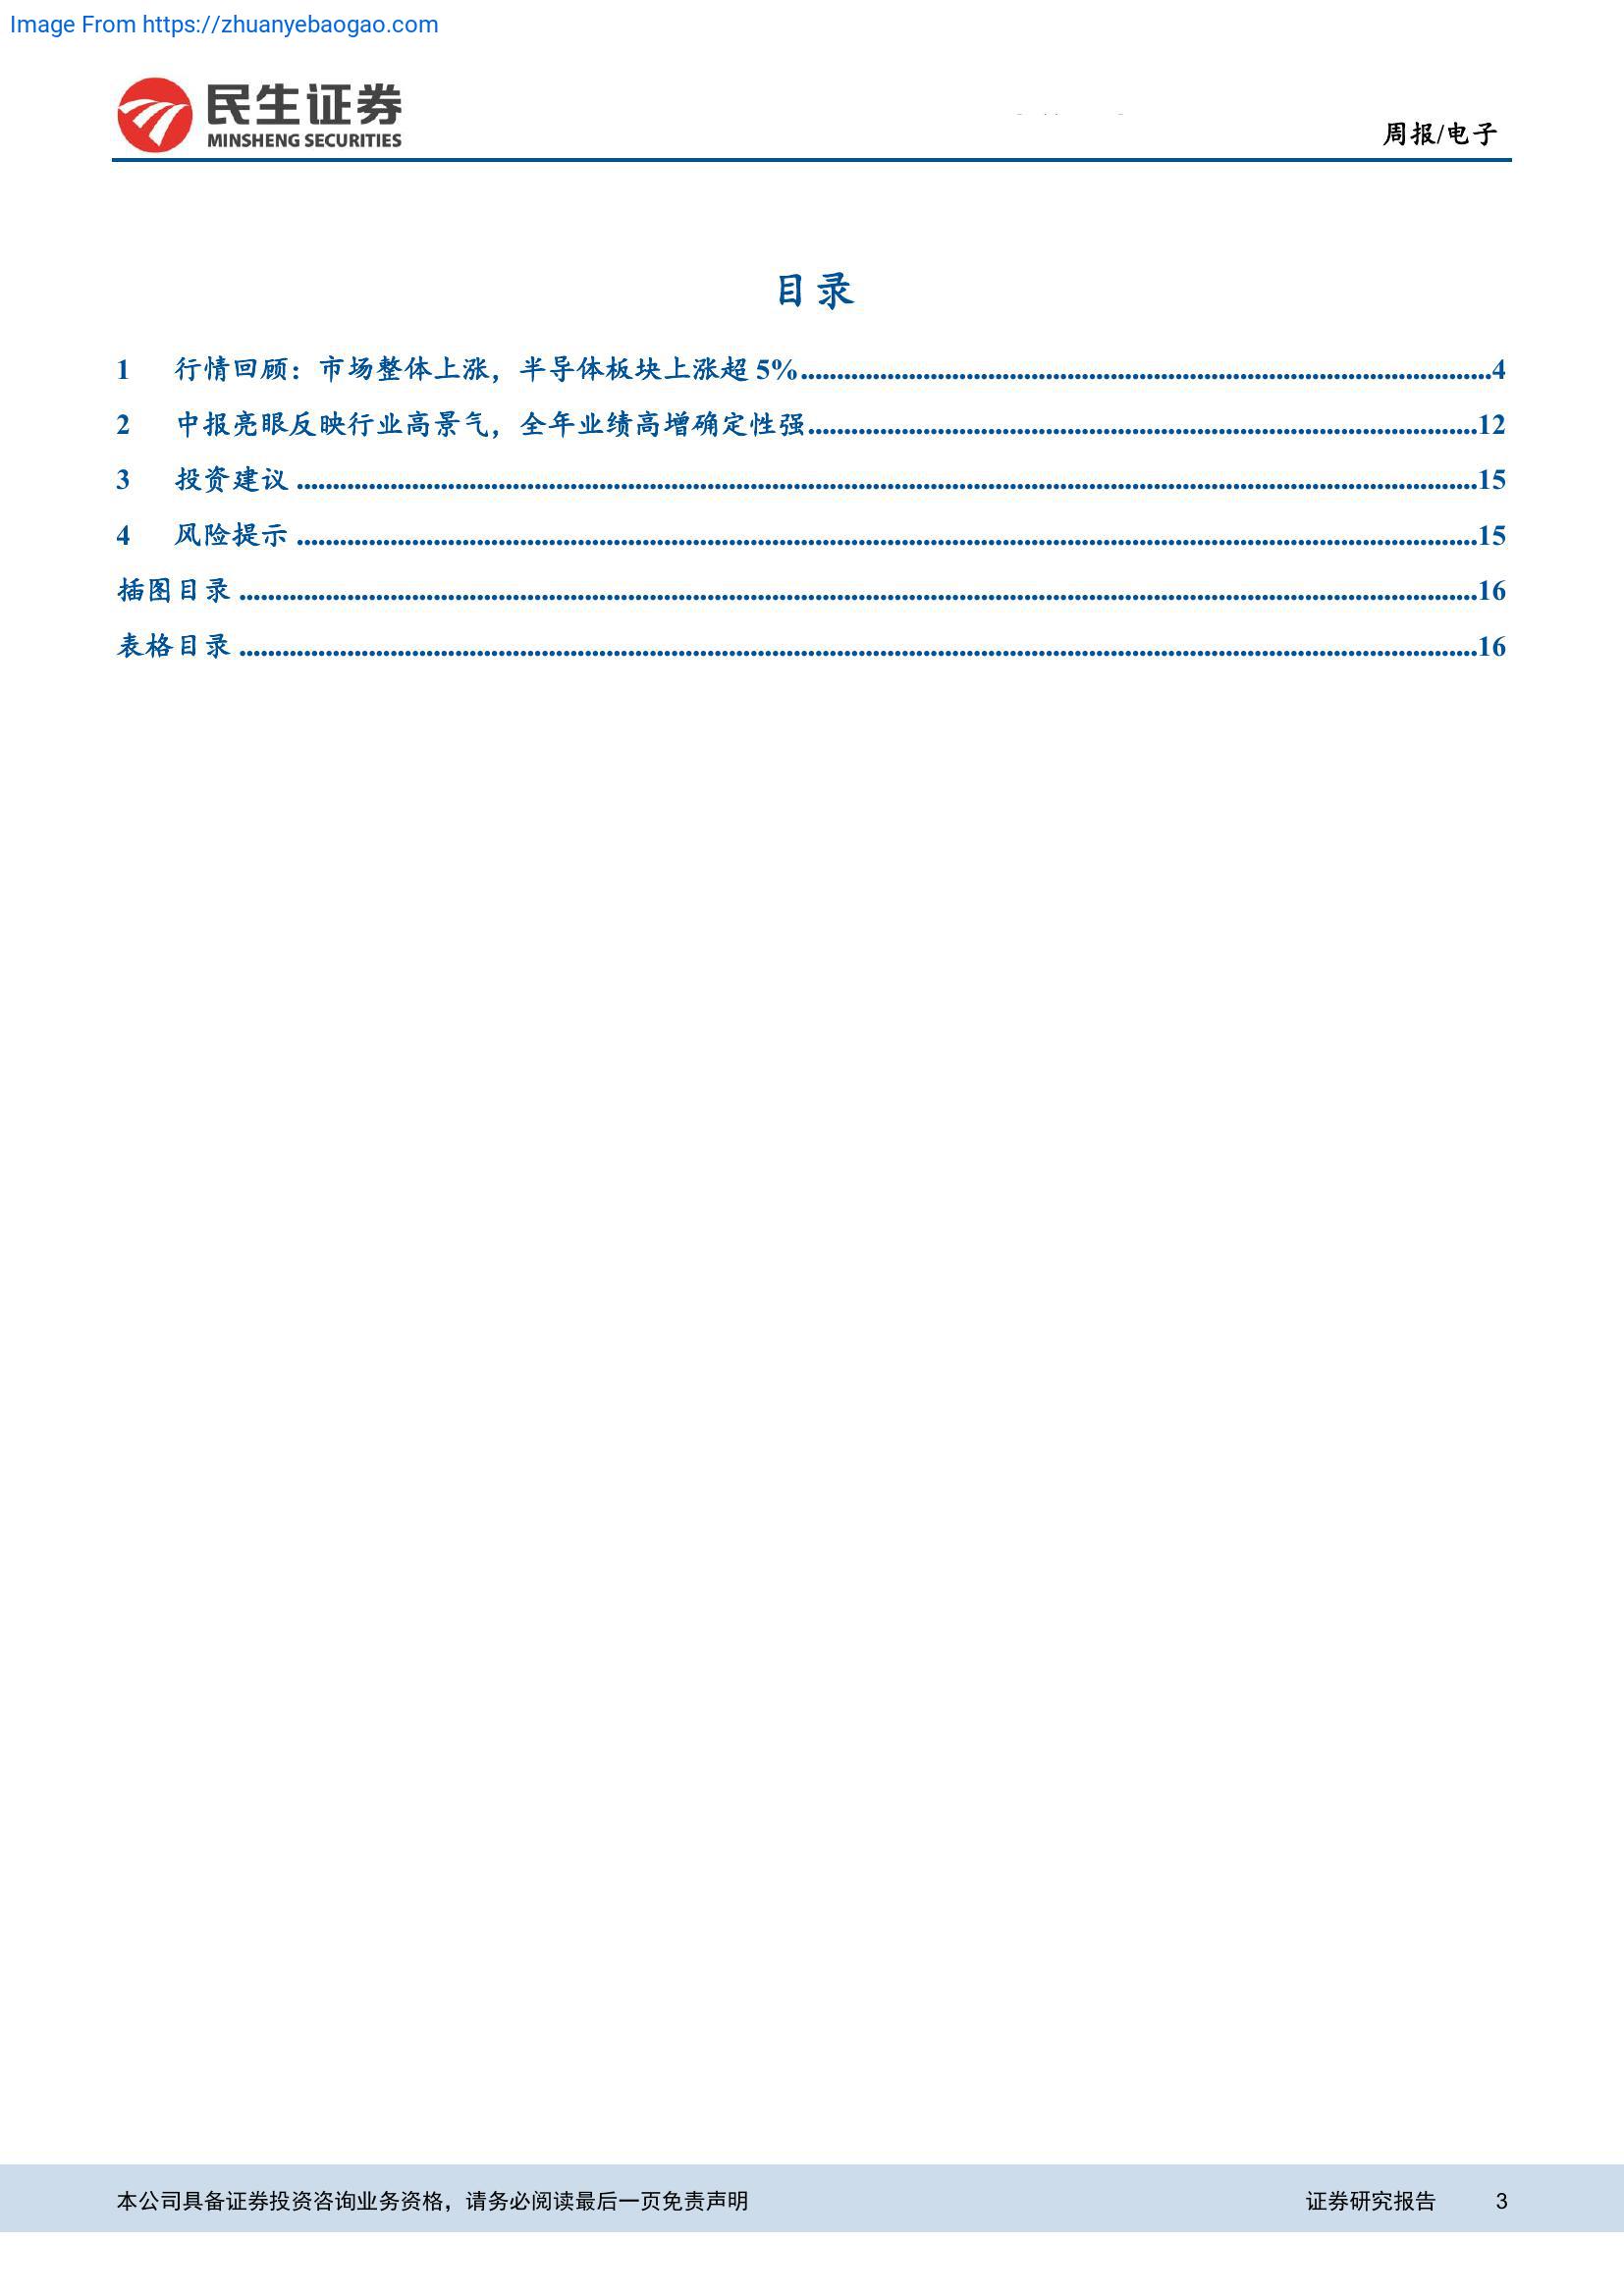 Image From https://zhuanyebaogao.com
民生证券
MINSHENG SECURITIES
周报/电子
目录
1 行情回顾：市场整体上涨，半导体板块上涨超 5%........................4
2 中报亮眼反映行业高景气，全年业绩高增确定性强........................12
3 投资建议........................15
4 风险提示........................15
插图目录........................16
表格目录........................16
本公司具备证券投资咨询业务资格，请务必阅读最后一页免责声明 证券研究报告 3